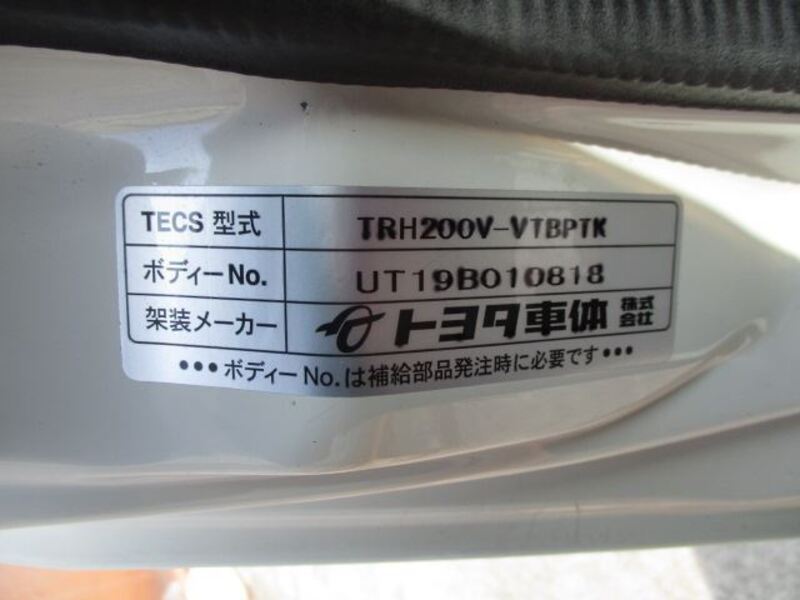 TECS 型式 TRH200V-VTBPTK
ボディーNo. UT19B010818
架装メーカー トヨタ車体 株式会社
•••ボディーNo.は補給部品発注時に必要です•••